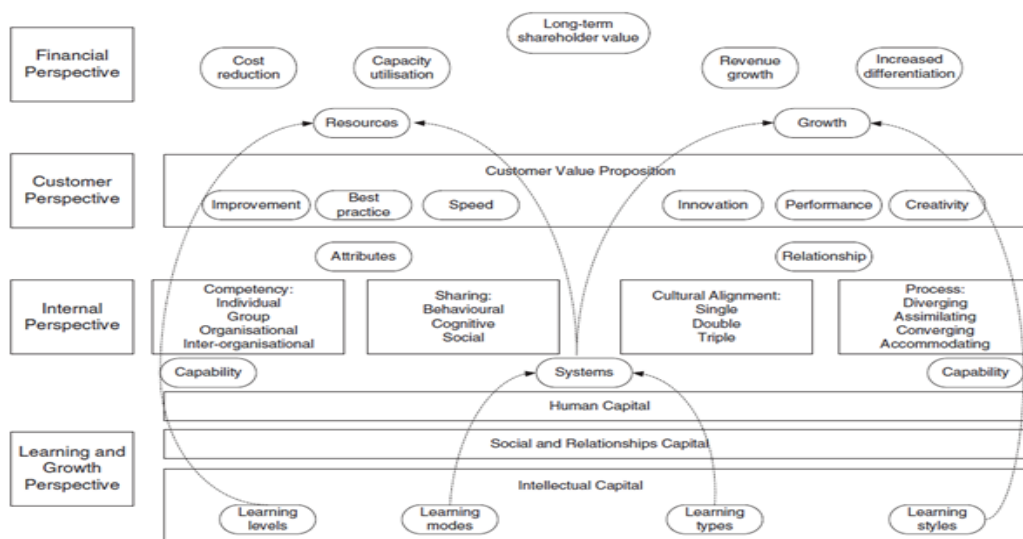 Financial
Perspective
Long-term
shareholder value
Cost
reduction
Capacity
utilisation
Revenue
growth
Increased
differentiation
Resources
Growth
Customer
Perspective
Customer Value Proposition
Improvement
Best
practice
Speed
Innovation
Performance
Creativity
Attributes
Relationship
Internal
Perspective
Competency:
Individual
Group
Organisational
Inter-organisational
Sharing:
Behavioural
Cognitive
Social
Cultural Alignment:
Single
Double
Triple
Process:
Diverging
Assimilating
Converging
Accommodating
Capability
Systems
Capability
Human Capital
Learning and
Growth
Perspective
Social and Relationships Capital
Intellectual Capital
Learning
levels
Learning
modes
Learning
types
Learning
styles